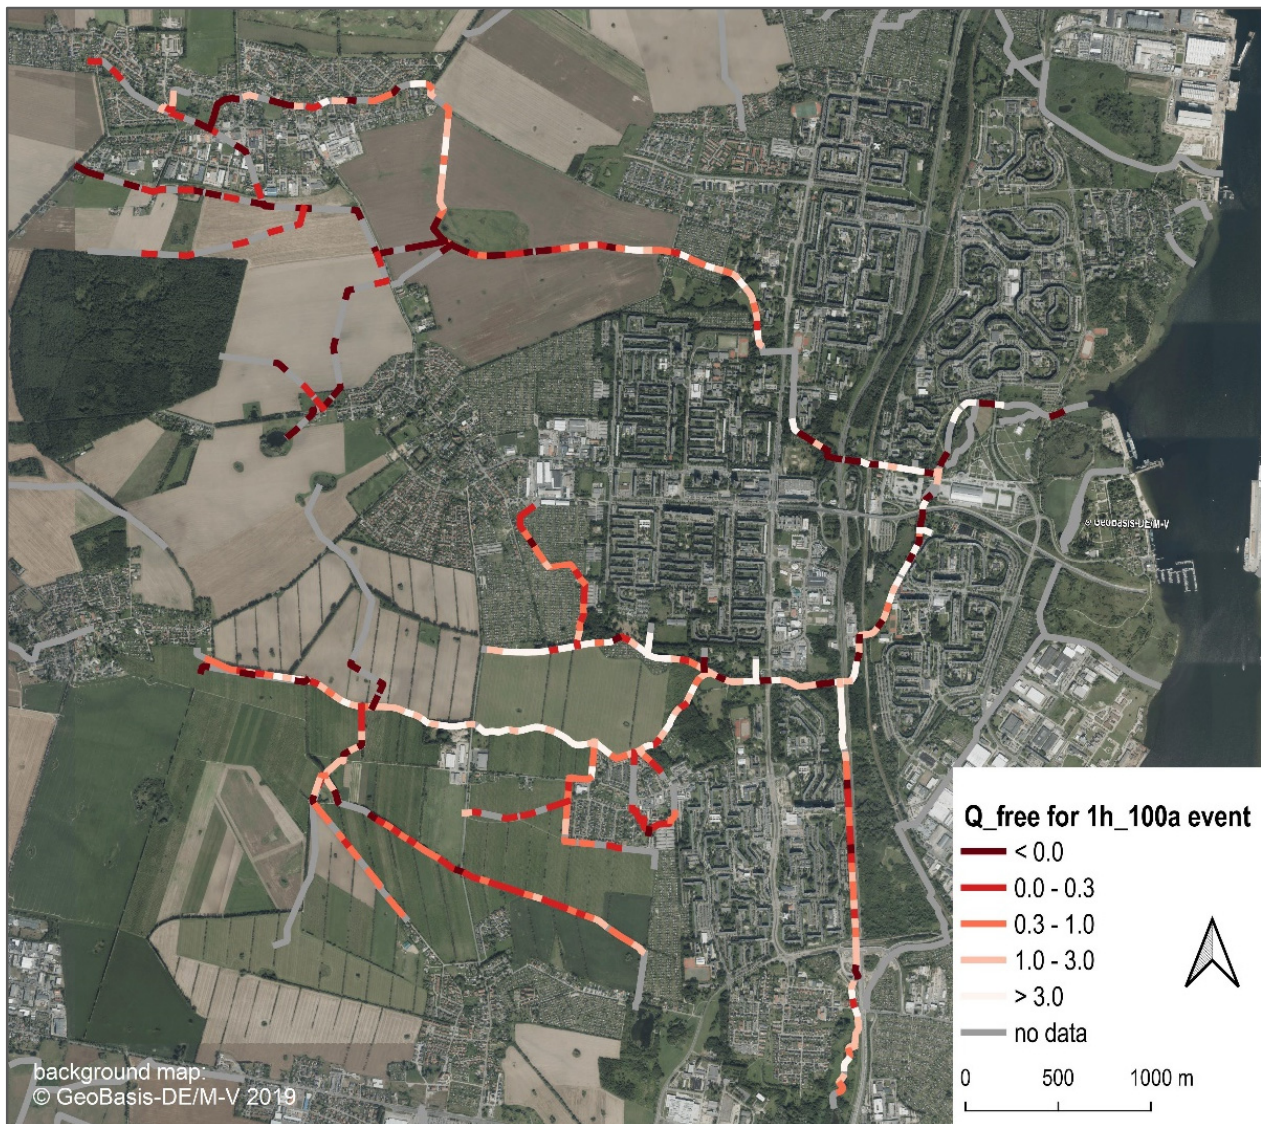 © GeoBasis-DE/M-V
Q_free for 1h_100a event
< 0.0
0.0 - 0.3
0.3 - 1.0
1.0 - 3.0
> 3.0
no data
0 500 1000 m
background map:
© GeoBasis-DE/M-V 2019